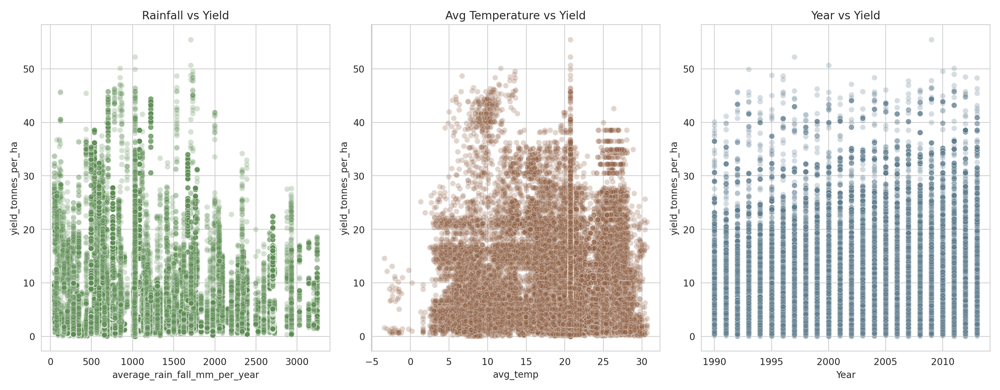 Rainfall vs Yield
yield_tonnes_per_ha
50
40
30
20
10
0
0 500 1000 1500 2000 2500 3000
average_rain_fall_mm_per_year
Avg Temperature vs Yield
yield_tonnes_per_ha
50
40
30
20
10
0
−5 0 5 10 15 20 25 30
avg_temp
Year vs Yield
yield_tonnes_per_ha
50
40
30
20
10
0
1990 1995 2000 2005 2010
Year